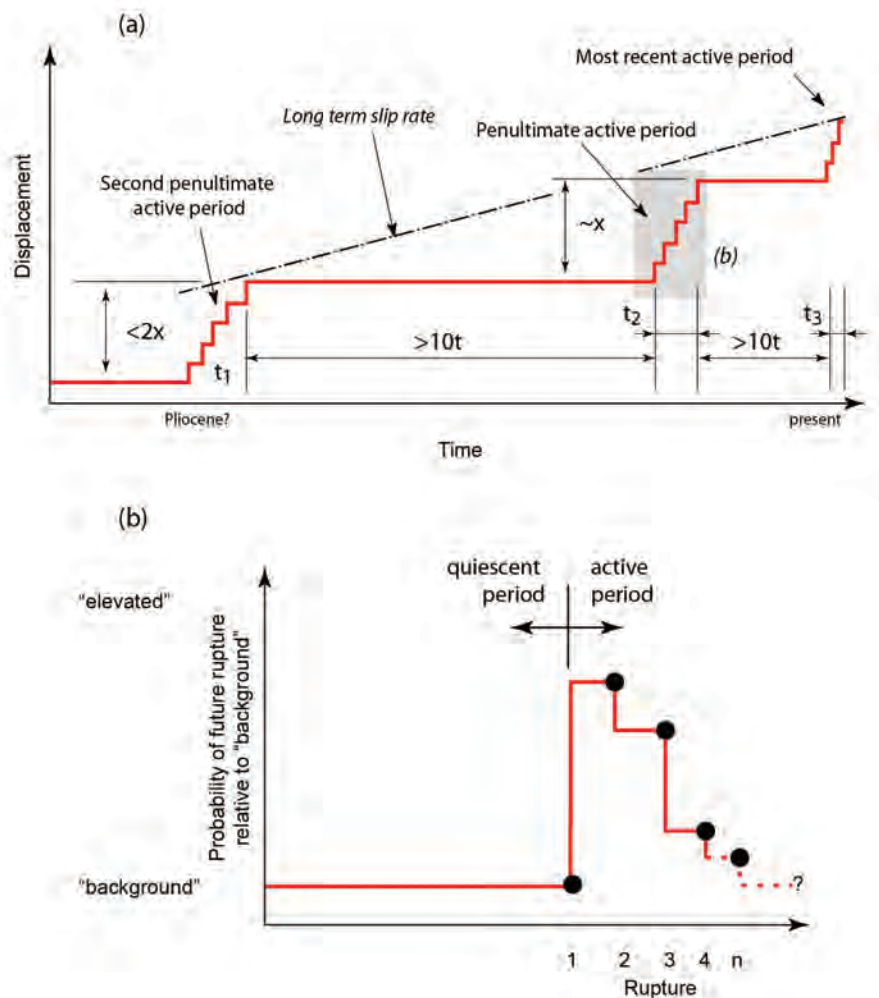 (a)
Most recent active period
Long term slip rate
Penultimate active period
Second penultimate
active period
Displacement
~x
(b)
<2x
t1
>10t
t2
>10t
t3
Pliocene?
present
Time
(b)
quiescent
period
active
period
"elevated"
Probability of future rupture
relative to "background"
"background"
?
1 2 3 4 n
Rupture